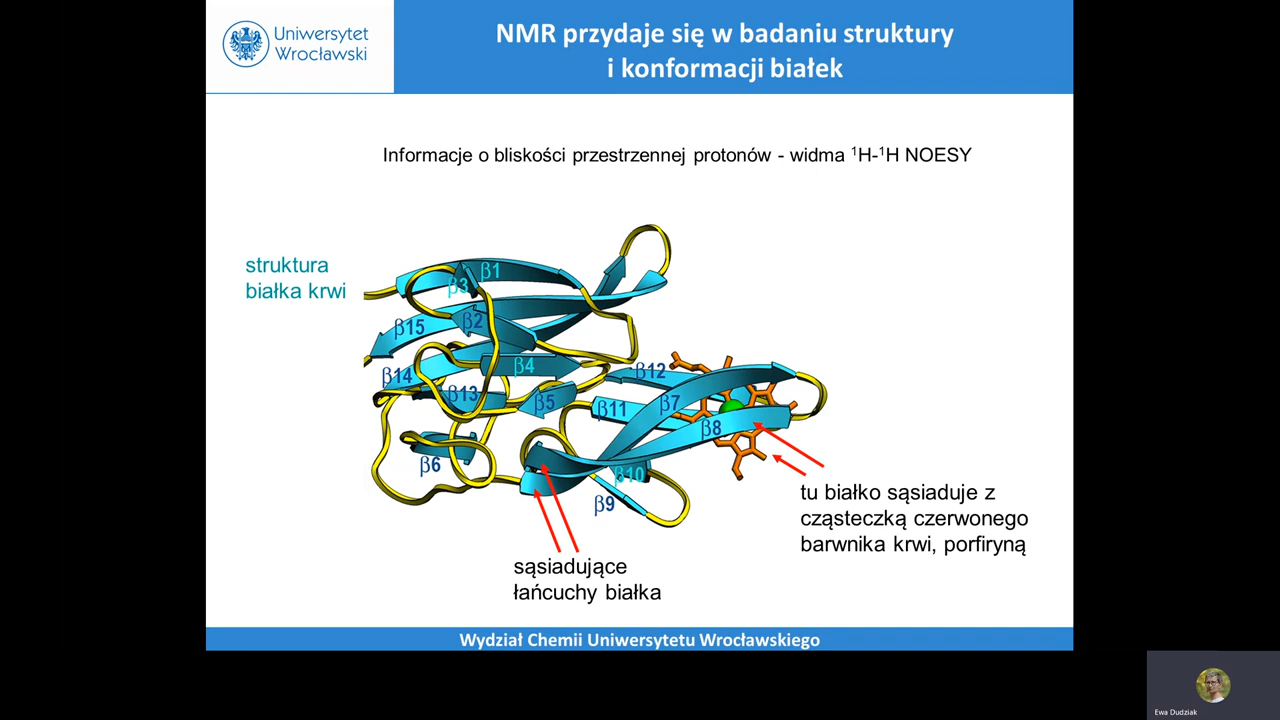 Uniwersytet
Wrocławski
NMR przydaje się w badaniu struktury
i konformacji białek
Informacje o bliskości przestrzennej protonów - widma ¹H-¹H NOESY
struktura
białka krwi
β1
β3
β15
β2
β14
β4
β12
β13
β5
β11
β7
β8
β6
β10
β9
tu białko sąsiaduje z
cząsteczką czerwonego
barwnika krwi, porfiryną
sąsiadujące
łańcuchy białka
Wydział Chemii Uniwersytetu Wrocławskiego
Ewa Dudziak